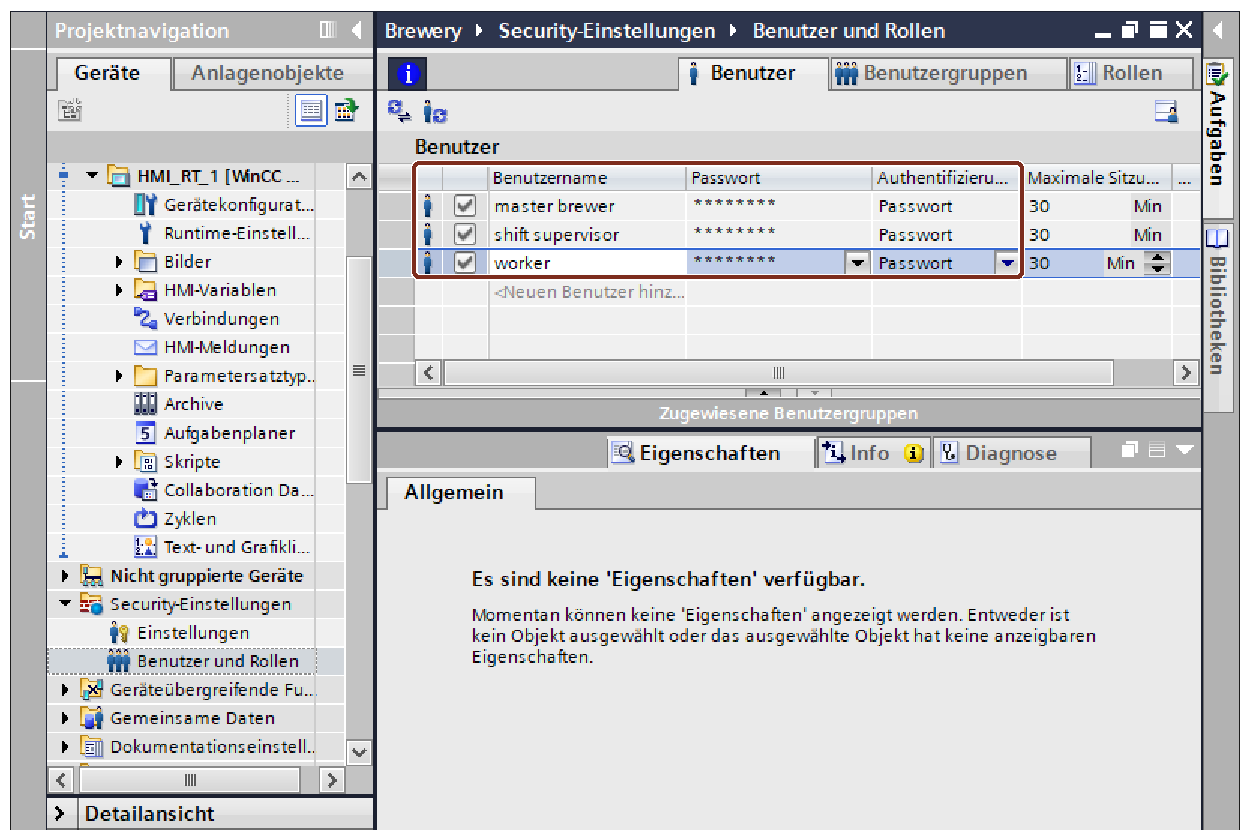 Projektnavigation
Geräte
Anlagenobjekte
Start
HMI_RT_1 [WinCC ...
Gerätekonfigurat...
Runtime-Einstell...
Bilder
HMI-Variablen
Verbindungen
HMI-Meldungen
Parametersatztyp..
Archive
Aufgabenplaner
Skripte
Collaboration Da...
Zyklen
Text- und Grafikli...
Nicht gruppierte Geräte
Security-Einstellungen
Einstellungen
Benutzer und Rollen
Geräteübergreifende Fu...
Gemeinsame Daten
Dokumentationseinstell..
Detailansicht
Brewery Security-Einstellungen Benutzer und Rollen
Benutzer
Benutzergruppen
Rollen
Benutzer
Benutzername Passwort Authentifizieru... Maximale Sitzu... ...
master brewer ******** Passwort 30 Min
shift supervisor ******** Passwort 30 Min
worker ******** Passwort 30 Min
<Neuen Benutzer hinz...
Zugewiesene Benutzergruppen
Eigenschaften
Info
Diagnose
Allgemein
Es sind keine 'Eigenschaften' verfügbar.
Momentan können keine 'Eigenschaften' angezeigt werden. Entweder ist
kein Objekt ausgewählt oder das ausgewählte Objekt hat keine anzeigbaren
Eigenschaften.
Aufgaben
Bibliotheken